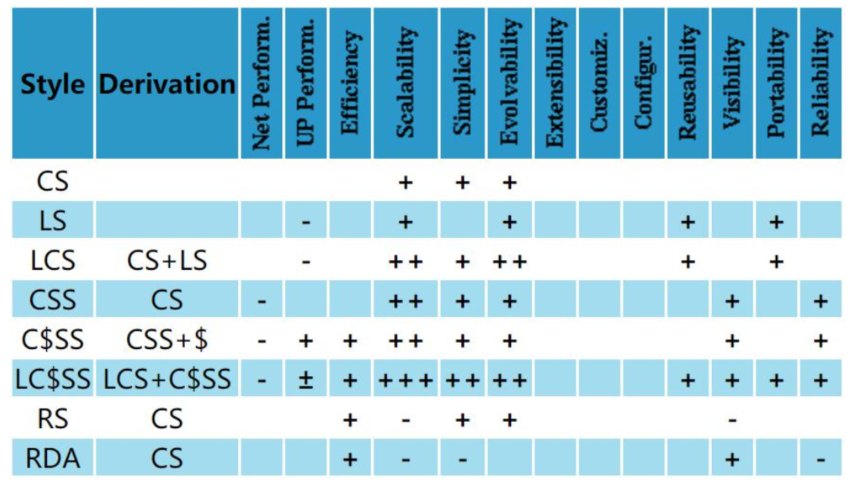 Style Derivation Net Perform. UP Perform. Efficiency Scalability Simplicity Evolvability Extensibility Customiz. Configur. Reusability Visibility Portability Reliability
CS + + +
LS - + + + +
LCS CS+LS - ++ + ++ + +
CSS CS - ++ + + + +
C$SS CSS+$ - + + ++ + + + +
LC$SS LCS+C$SS - ± + +++ ++ ++ + + + +
RS CS + - + + -
RDA CS + - - + -